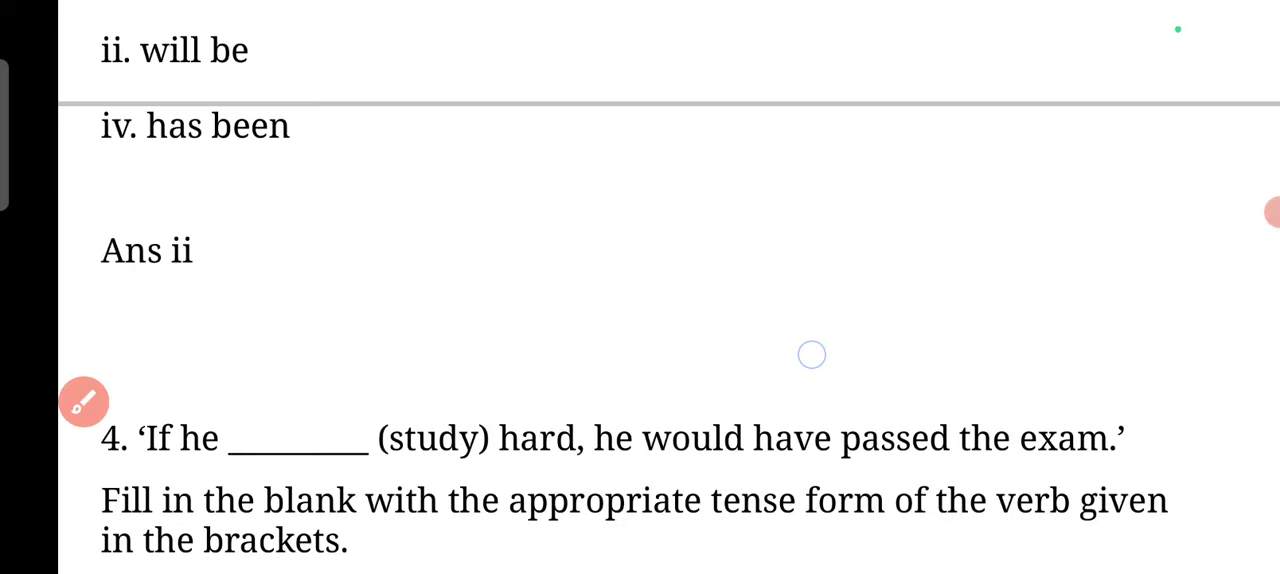 ii. will be
iv. has been
Ans ii
4. ‘If he ________ (study) hard, he would have passed the exam.’
Fill in the blank with the appropriate tense form of the verb given
in the brackets.